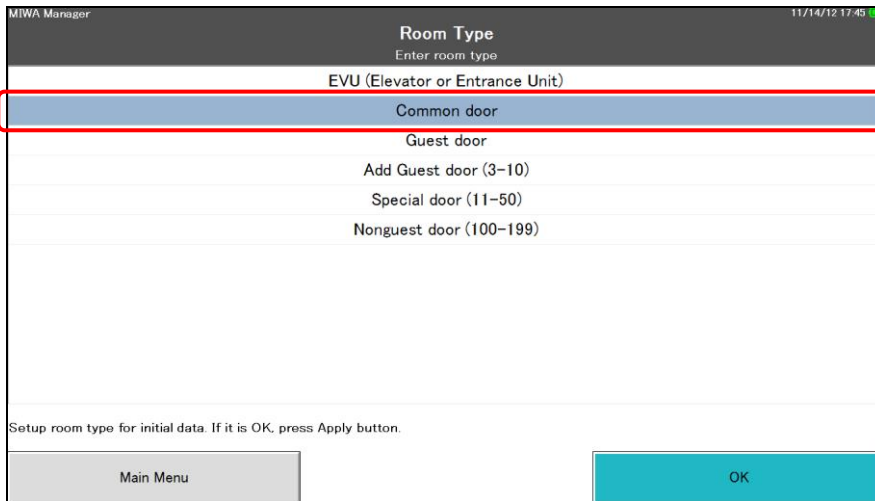 MIWA Manager 11/14/12 17:45
Room Type
Enter room type
EVU (Elevator or Entrance Unit)
Common door
Guest door
Add Guest door (3-10)
Special door (11-50)
Nonguest door (100-199)
Setup room type for initial data. If it is OK, press Apply button.
Main Menu OK